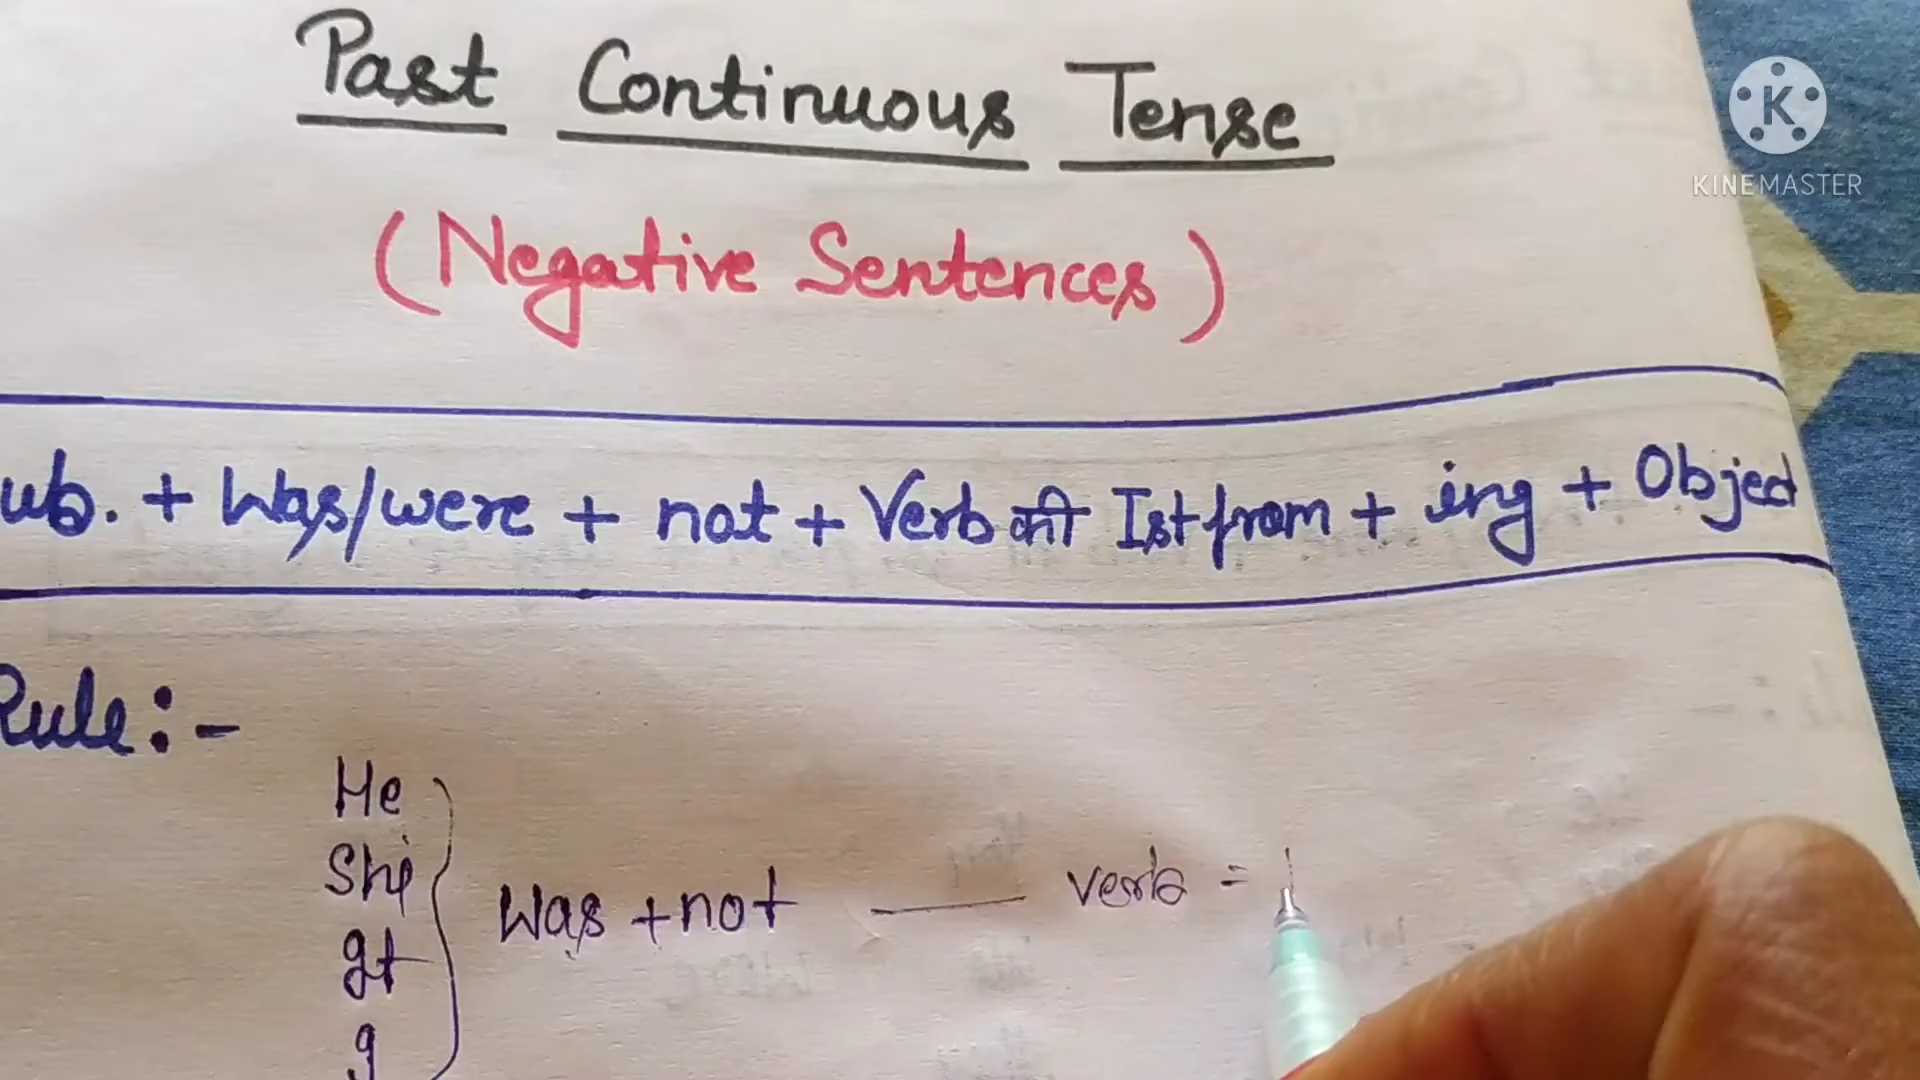 Past Continuous Tense
KINEMASTER
(Negative Sentences)
ub. + Was/were + not + Verb की Ist from + ing + Object
Rule:-
He
She
It
I
Was + not — verb =